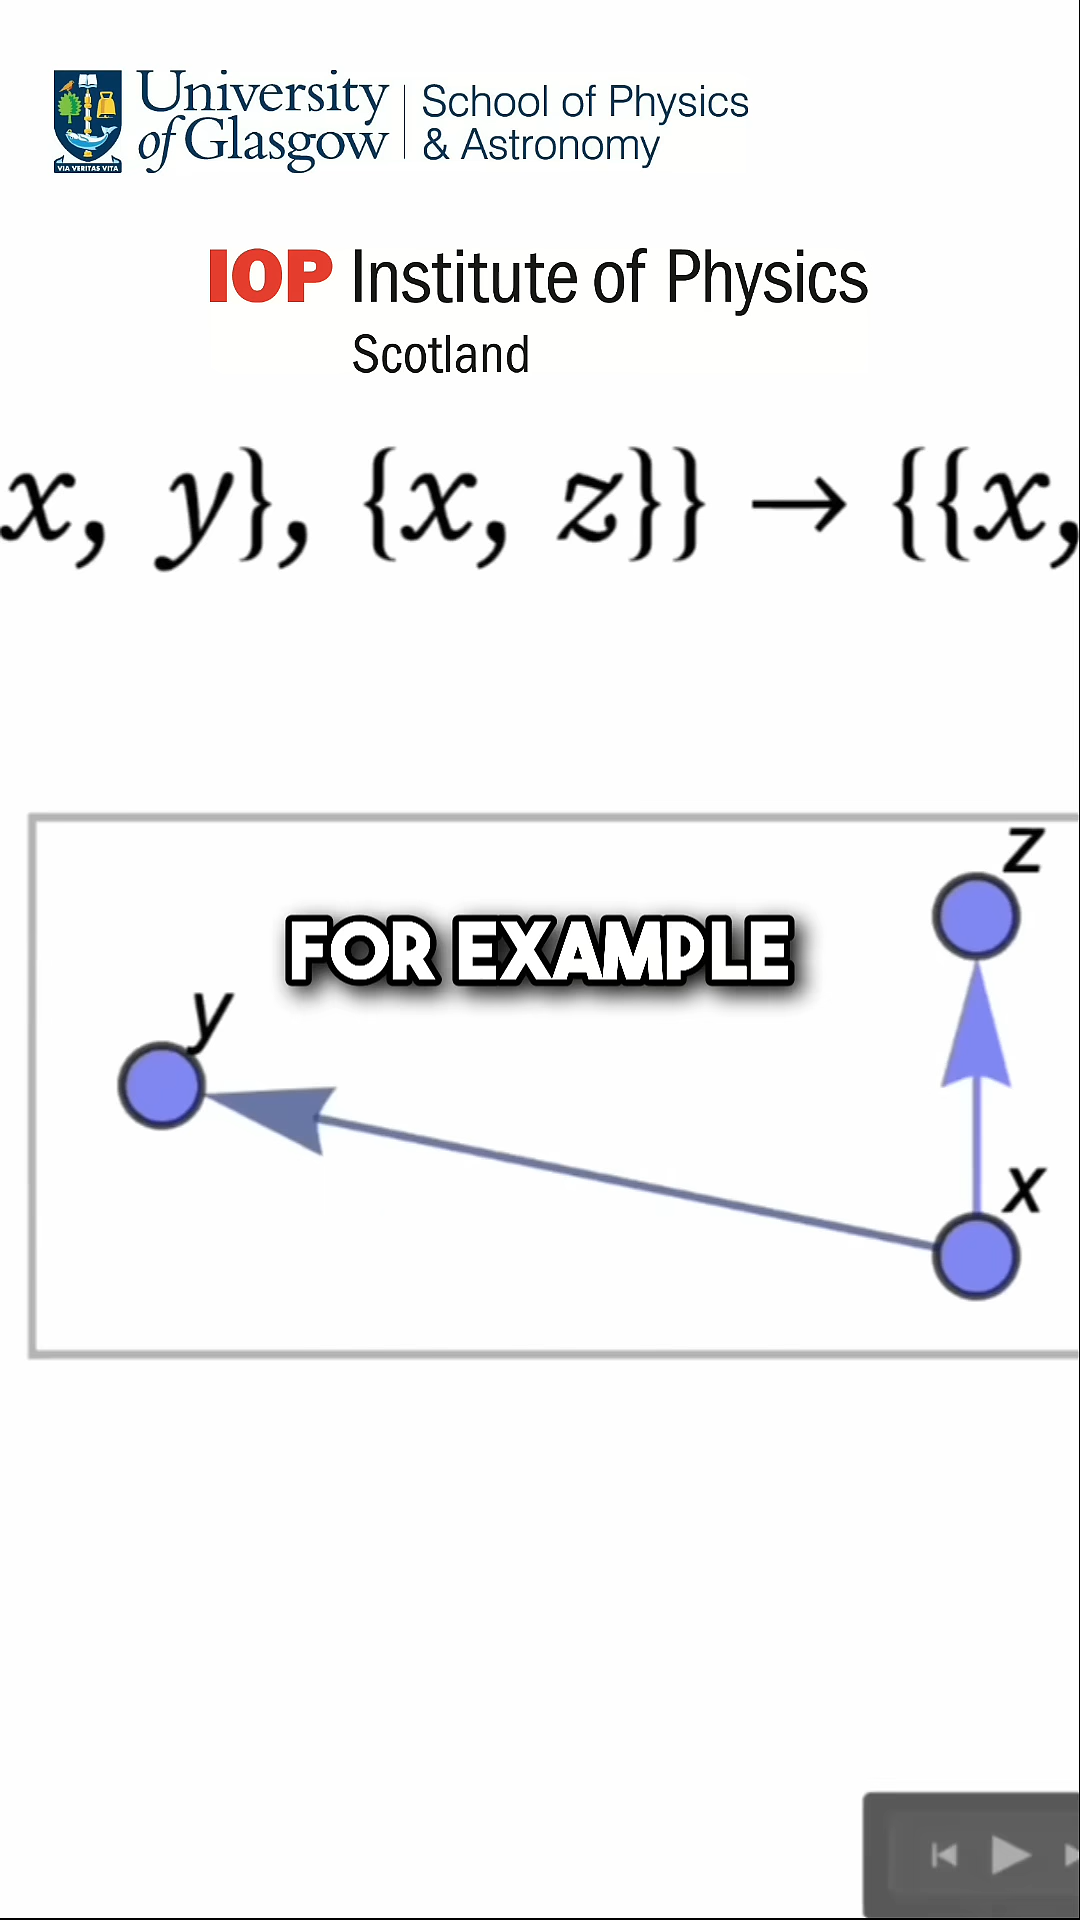 University
of Glasgow
School of Physics
& Astronomy
VIA VERITAS VITA
IOP Institute of Physics
Scotland
x, y}, {x, z}} → {{x,
z
FOR EXAMPLE
y
x